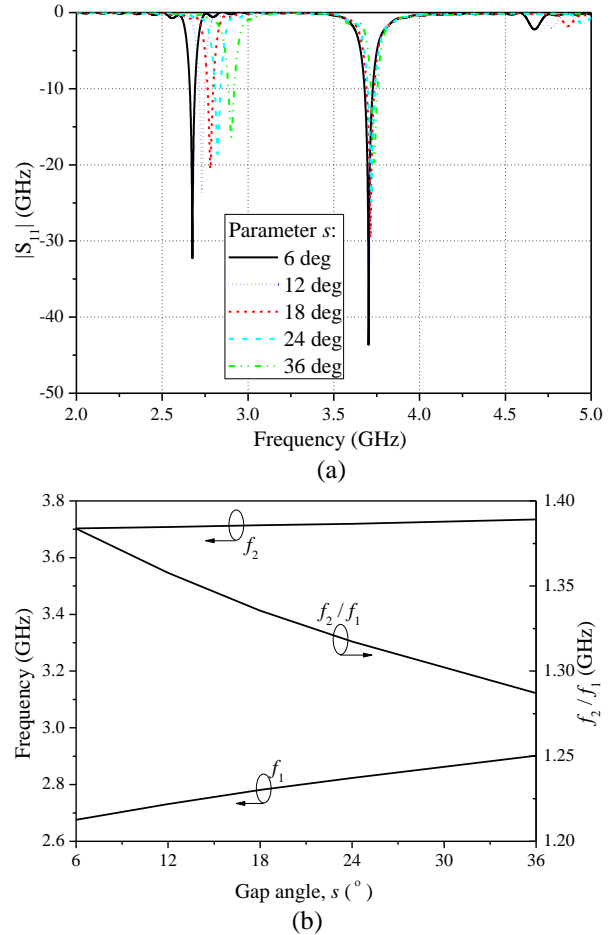 0
-10
-20
-30
-40
-50
|S11| (GHz)
Parameter s:
6 deg
12 deg
18 deg
24 deg
36 deg
2.0 2.5 3.0 3.5 4.0 4.5 5.0
Frequency (GHz)
(a)
3.8
3.6
3.4
3.2
3.0
2.8
2.6
Frequency (GHz)
f2
f2 / f1
f1
1.40
1.35
1.30
1.25
1.20
f2 / f1 (GHz)
6 12 18 24 30 36
Gap angle, s (°)
(b)